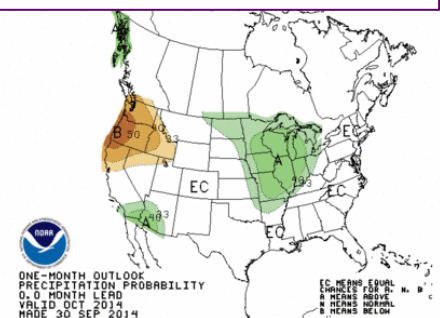 A
B 50
40
33
A
EC
EC
EC
40
33
A 40 33
EC
NOAA
ONE-MONTH OUTLOOK
PRECIPITATION PROBABILITY
0.0 MONTH LEAD
VALID OCT 2014
MADE 30 SEP 2014
EC MEANS EQUAL
CHANCES FOR A, N, B
A MEANS ABOVE
N MEANS NORMAL
B MEANS BELOW